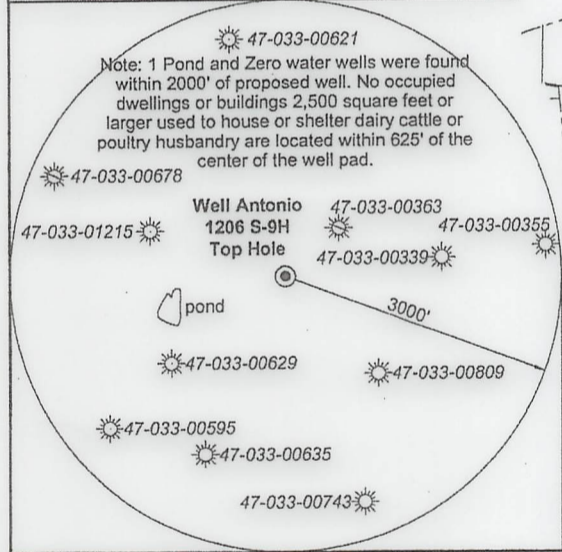 47-033-00621
Note: 1 Pond and Zero water wells were found
within 2000' of proposed well. No occupied
dwellings or buildings 2,500 square feet or
larger used to house or shelter dairy cattle or
poultry husbandry are located within 625' of the
center of the well pad.
47-033-00678
Well Antonio
1206 S-9H
Top Hole
47-033-00363
47-033-00355
47-033-01215
47-033-00339
pond
3000'
47-033-00629
47-033-00809
47-033-00595
47-033-00635
47-033-00743